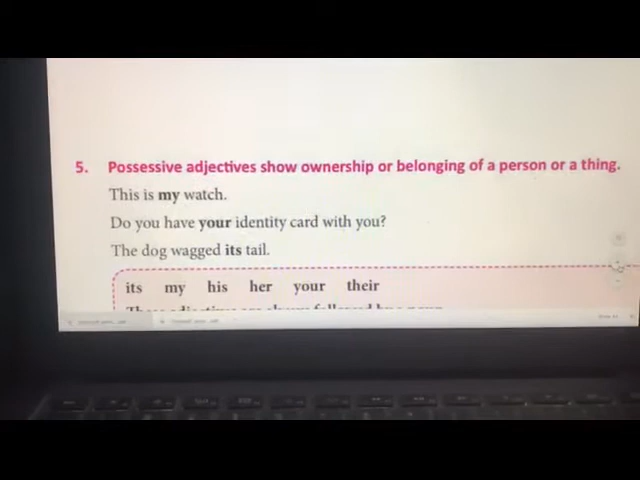 5. Possessive adjectives show ownership or belonging of a person or a thing.
This is my watch.
Do you have your identity card with you?
The dog wagged its tail.
its my his her your their